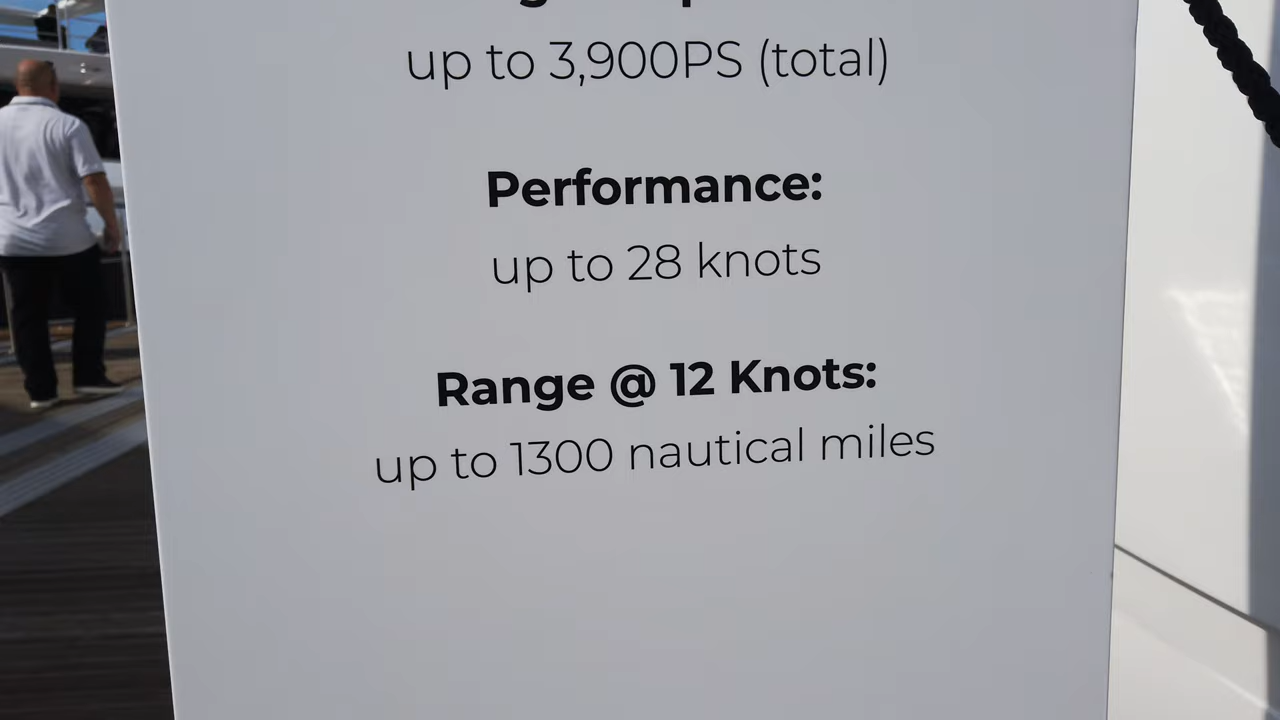 up to 3,900PS (total)
Performance:
up to 28 knots
Range @ 12 Knots:
up to 1300 nautical miles